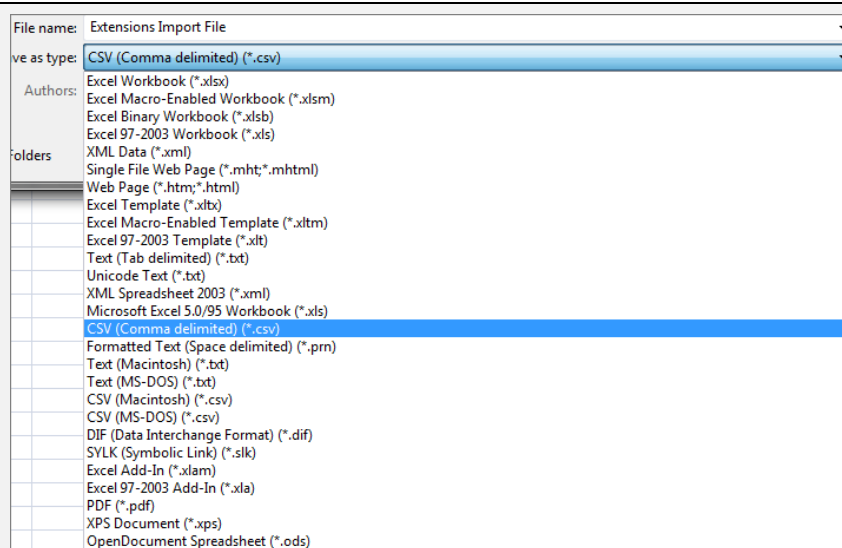 File name: Extensions Import File
ve as type: CSV (Comma delimited) (*.csv)
Authors:
Folders
Excel Workbook (*.xlsx)
Excel Macro-Enabled Workbook (*.xlsm)
Excel Binary Workbook (*.xlsb)
Excel 97-2003 Workbook (*.xls)
XML Data (*.xml)
Single File Web Page (*.mht;*.mhtml)
Web Page (*.htm;*.html)
Excel Template (*.xltx)
Excel Macro-Enabled Template (*.xltm)
Excel 97-2003 Template (*.xlt)
Text (Tab delimited) (*.txt)
Unicode Text (*.txt)
XML Spreadsheet 2003 (*.xml)
Microsoft Excel 5.0/95 Workbook (*.xls)
CSV (Comma delimited) (*.csv)
Formatted Text (Space delimited) (*.prn)
Text (Macintosh) (*.txt)
Text (MS-DOS) (*.txt)
CSV (Macintosh) (*.csv)
CSV (MS-DOS) (*.csv)
DIF (Data Interchange Format) (*.dif)
SYLK (Symbolic Link) (*.slk)
Excel Add-In (*.xlam)
Excel 97-2003 Add-In (*.xla)
PDF (*.pdf)
XPS Document (*.xps)
OpenDocument Spreadsheet (*.ods)